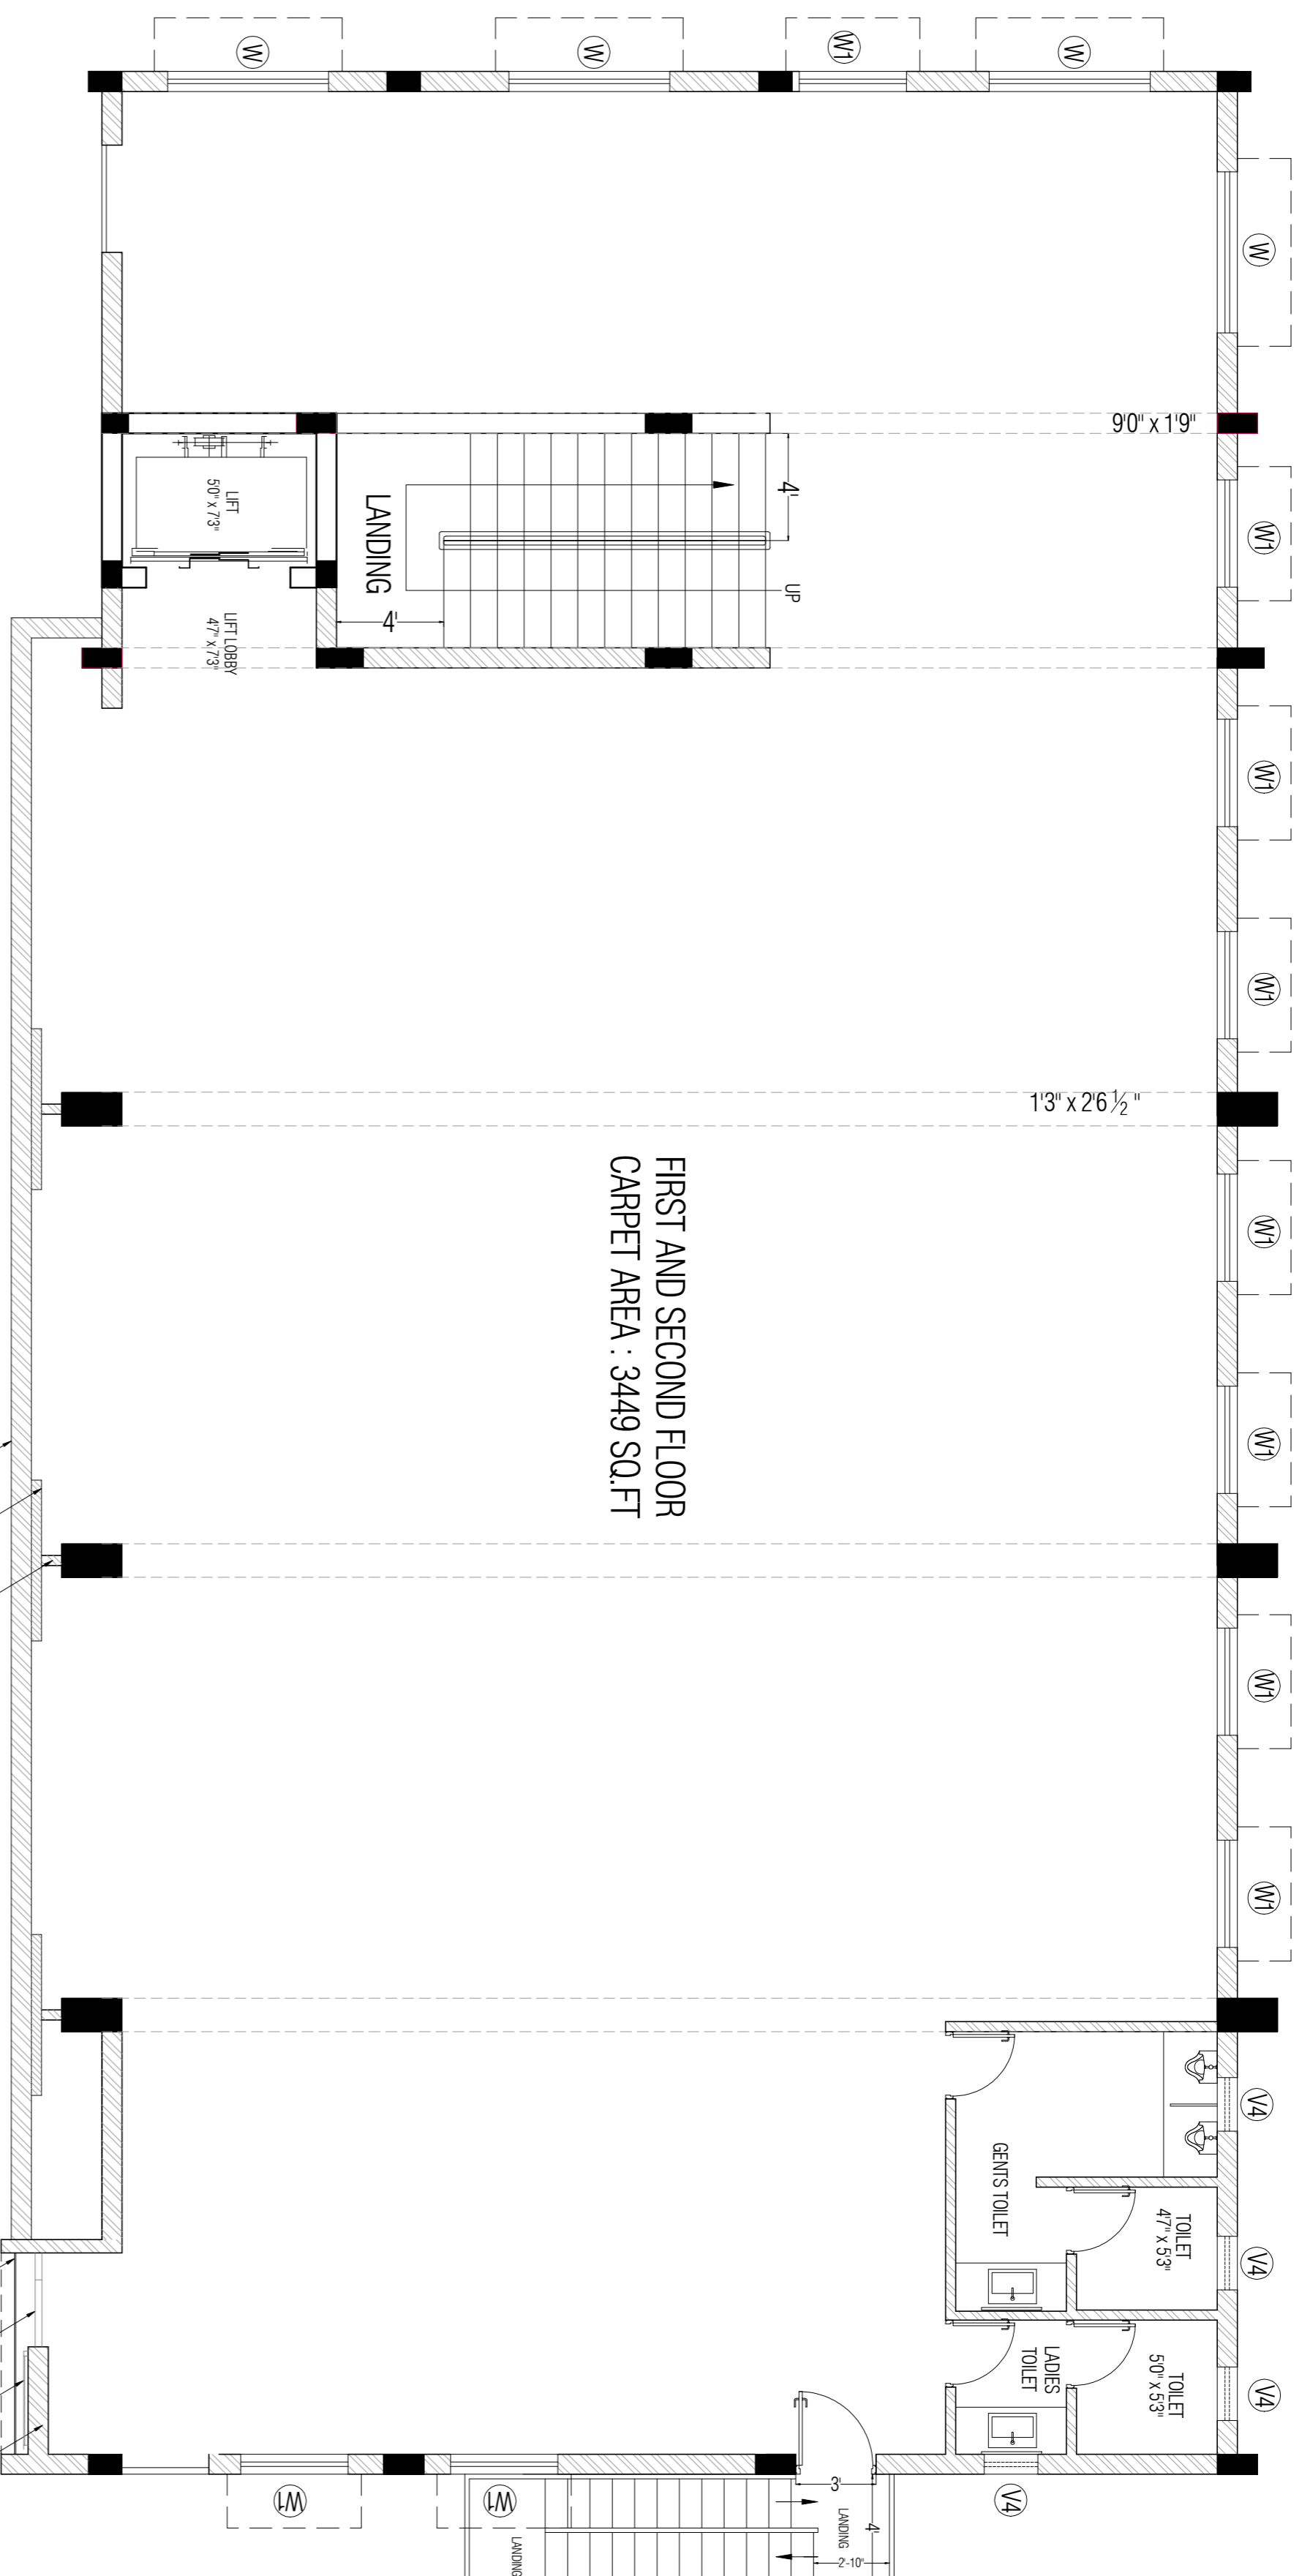 W
W
W1
W
W
9'0" x 1'9"
4'
LIFT
5'0" x 7'3"
LANDING
W1
UP
4'
LIFT LOBBY
4'7" x 7'3"
W1
W1
1'3" x 2'6 1/2 "
FIRST AND SECOND FLOOR
CARPET AREA : 3449 SQ.FT
W1
W1
W1
W1
V4
GENTS TOILET
TOILET
4'7" x 5'3"
V4
LADIES
TOILET
TOILET
5'0" x 5'3"
V4
3'
W1
W1
V4
LANDING
4'
LANDING
2'-10"